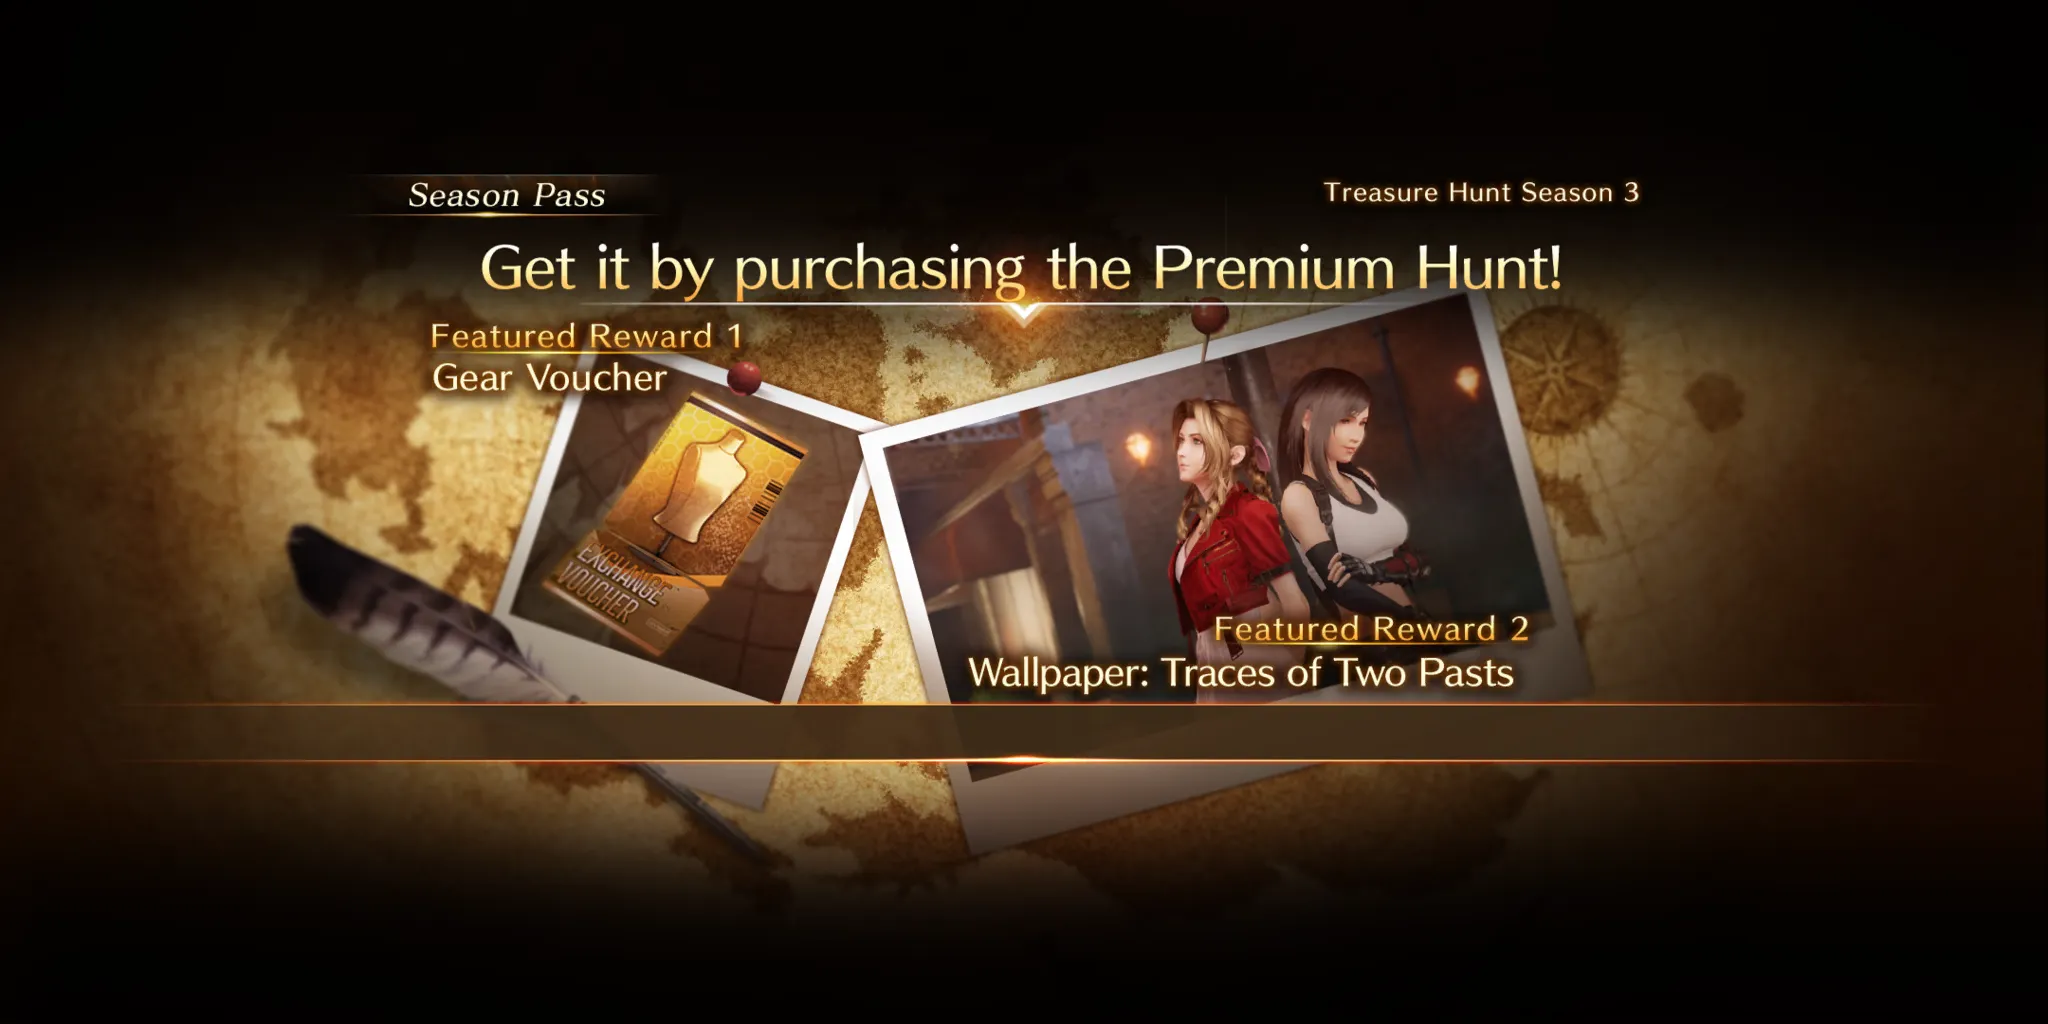 Season Pass
Treasure Hunt Season 3
Get it by purchasing the Premium Hunt!
Featured Reward 1
Gear Voucher
EXCHANGE
VOUCHER
Featured Reward 2
Wallpaper: Traces of Two Pasts